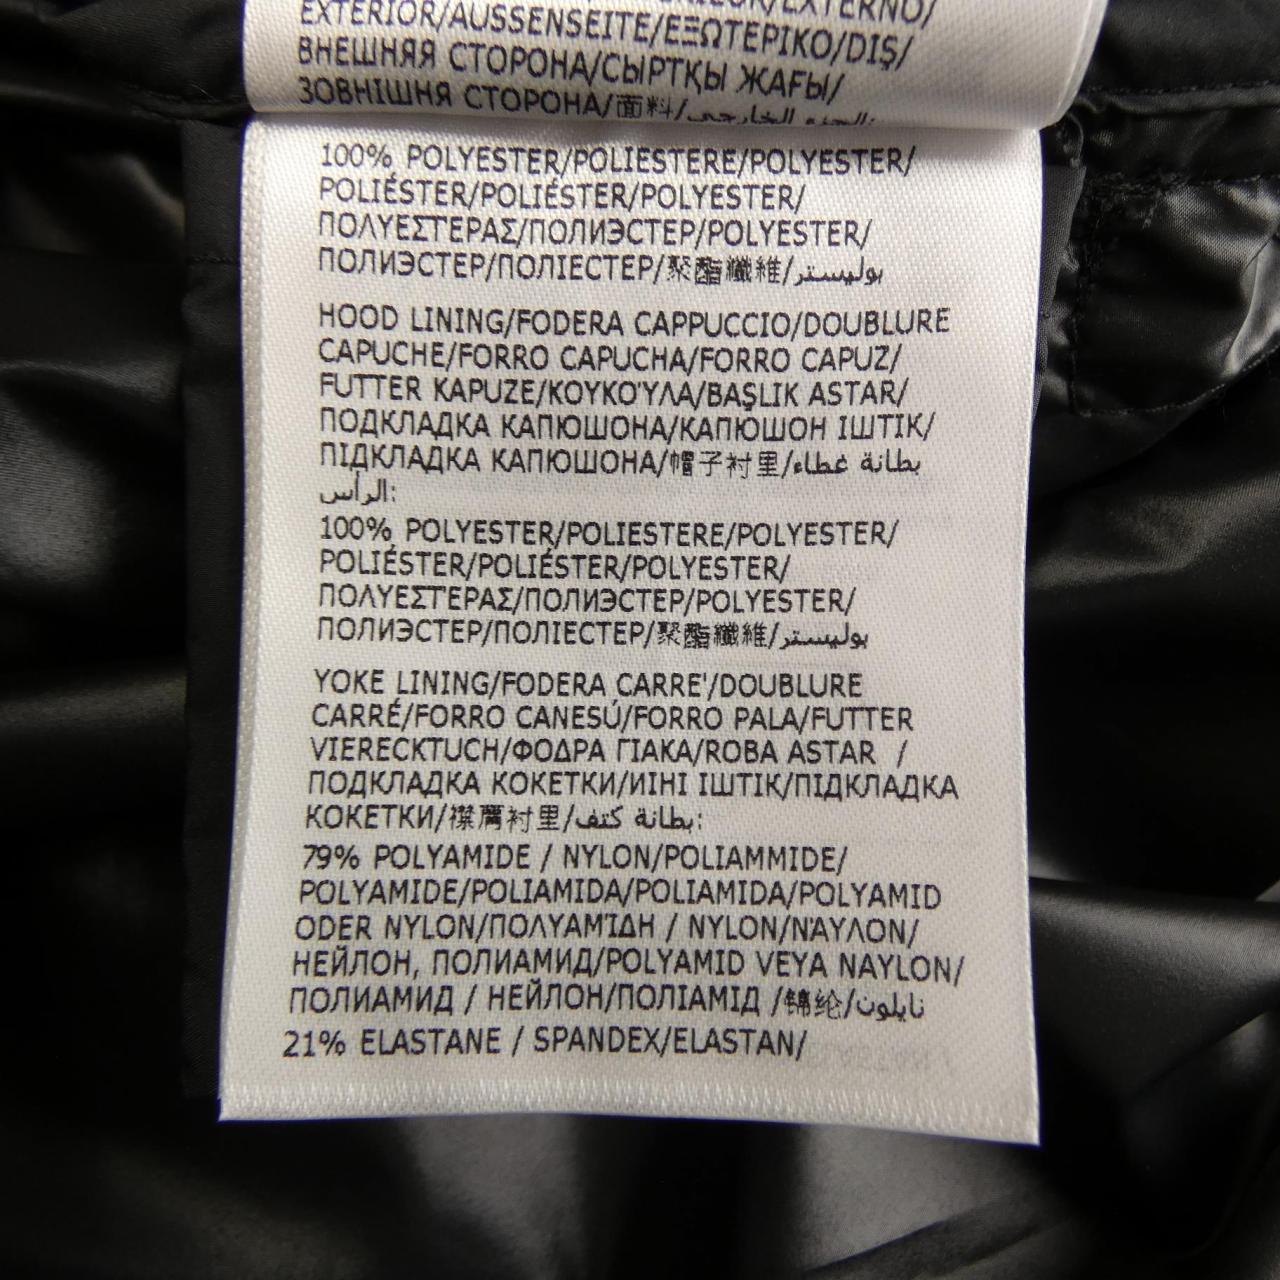 EXTERIOR/AUSSENSEITE/ΕΞΩΤΕΡΙΚΟ/DIŞ/
ВНЕШНЯЯ СТОРОНА/СЫРТҚЫ ЖАҒЫ/
ЗОВНІШНЯ СТОРОНА/面料/الجزء الخارجي:
100% POLYESTER/POLIESTERE/POLYESTER/
POLIÉSTER/POLIÉSTER/POLYESTER/
ΠΟΛΥΕΣΤΕΡΑΣ/ПОЛИЭСТЕР/POLYESTER/
ПОЛИЭСТЕР/ПОЛІЕСТЕР/聚酯纖維/بوليستر
HOOD LINING/FODERA CAPPUCCIO/DOUBLURE
CAPUCHE/FORRO CAPUCHA/FORRO CAPUZ/
FUTTER KAPUZE/ΚΟΥΚΟΎΛΑ/BAŞLIK ASTAR/
ПОДКЛАДКА КАПЮШОНА/КАПЮШОН ІШТІК/
ПІДКЛАДКА КАПЮШОНА/帽子衬里/بطانة غطاء
الرأس:
100% POLYESTER/POLIESTERE/POLYESTER/
POLIÉSTER/POLIÉSTER/POLYESTER/
ΠΟΛΥΕΣΤΕΡΑΣ/ПОЛИЭСТЕР/POLYESTER/
ПОЛИЭСТЕР/ПОЛІЕСТЕР/聚酯纖維/بوليستر
YOKE LINING/FODERA CARRE'/DOUBLURE
CARRÉ/FORRO CANESÚ/FORRO PALA/FUTTER
VIERECKTUCH/ΦΟΔΡΑ ΓΙΑΚΑ/ROBA ASTAR /
ПОДКЛАДКА КОКЕТКИ/ИІНІ ІШТІК/ПІДКЛАДКА
КОКЕТКИ/襟肩衬里/بطانة كتف:
79% POLYAMIDE / NYLON/POLIAMMIDE/
POLYAMIDE/POLIAMIDA/POLIAMIDA/POLYAMID
ODER NYLON/ΠΟΛΥΑΜΊΔΗ / NYLON/ΝΆΥΛΟΝ/
НЕЙЛОН, ПОЛИАМИД/POLYAMID VEYA NAYLON/
ПОЛИАМИД / НЕЙЛОН/ПОЛІАМІД /锦纶/نايلون
21% ELASTANE / SPANDEX/ELASTAN/